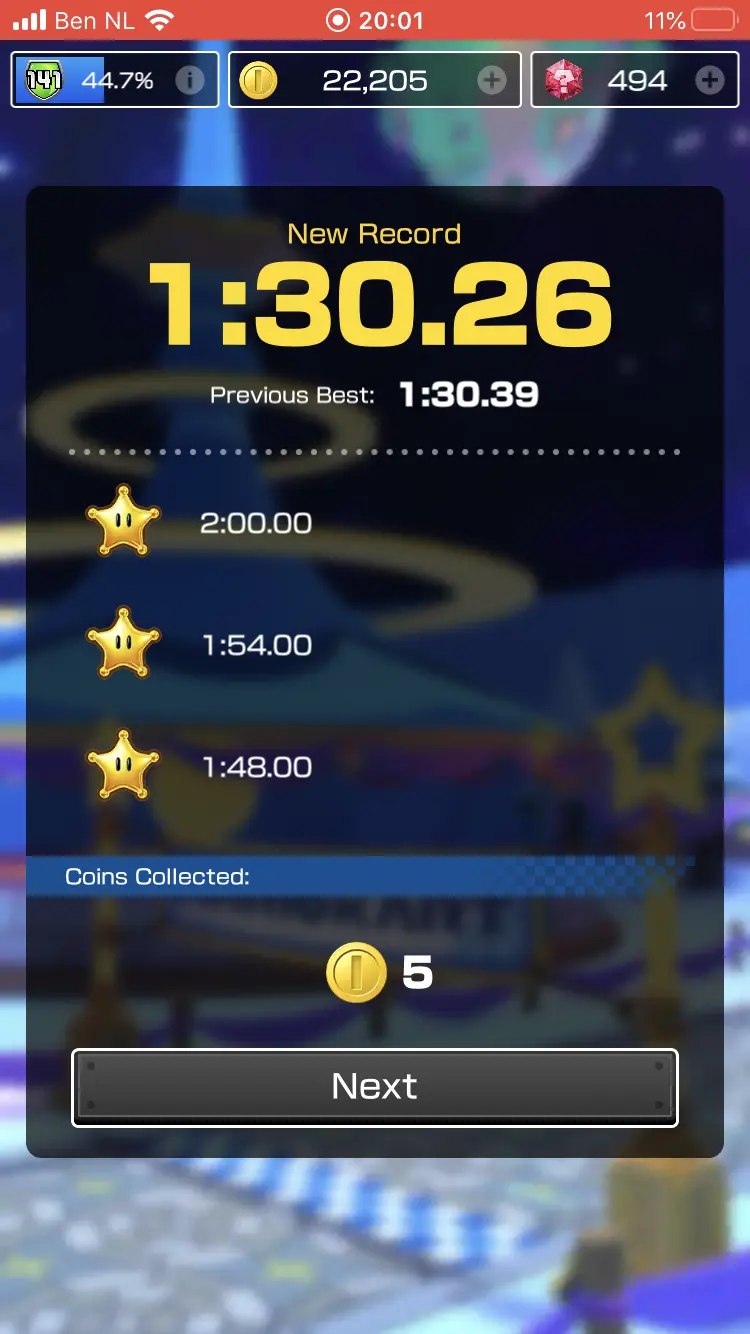 Ben NL 20:01 11%
141 44.7% i 22,205 + ? 494 +
New Record
1:30.26
Previous Best: 1:30.39
2:00.00
1:54.00
1:48.00
Coins Collected:
5
Next